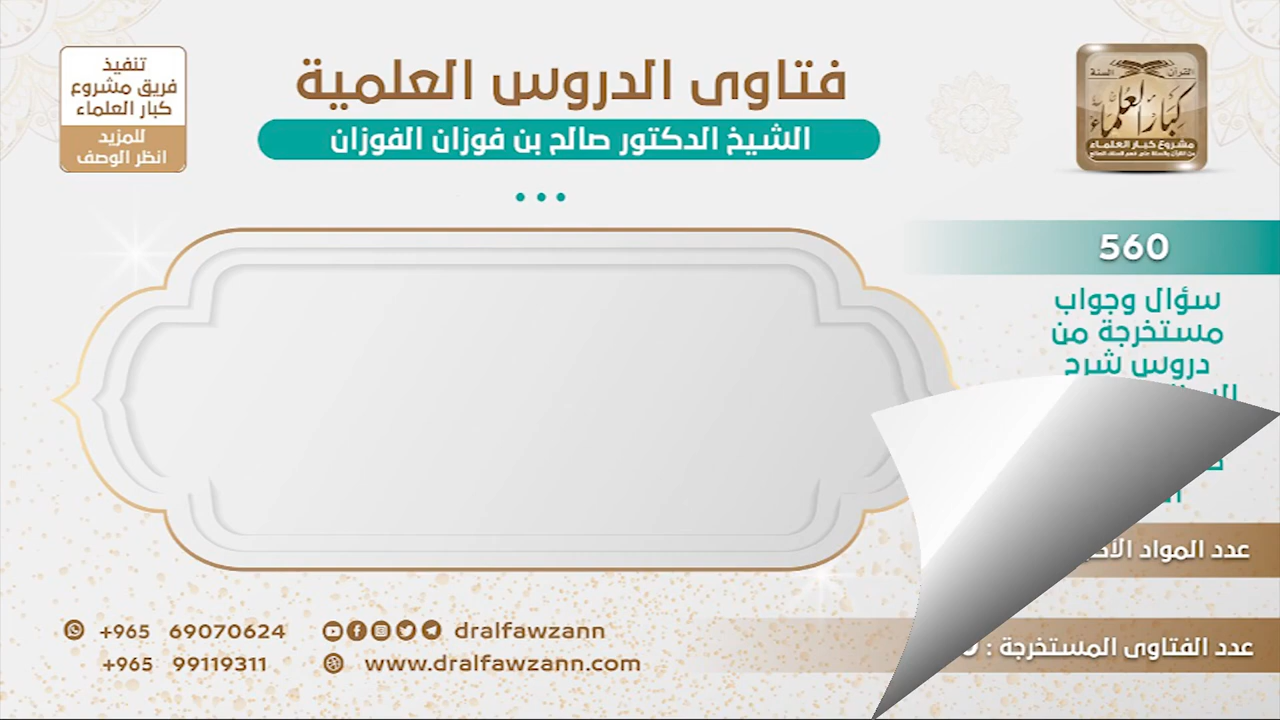 القرآن السنة
كبار العلماء
مشروع كبار العلماء
فتاوى الدروس العلمية
الشيخ الدكتور صالح بن فوزان الفوزان
تنفيذ
فريق مشروع
كبار العلماء
للمزيد
انظر الوصف
560
سؤال وجواب
مستخرجة من
دروس شرح
عدد المواد
عدد الفتاوى المستخرجة :
+965 69070624
dralfawzann
+965 99119311
www.dralfawzann.com